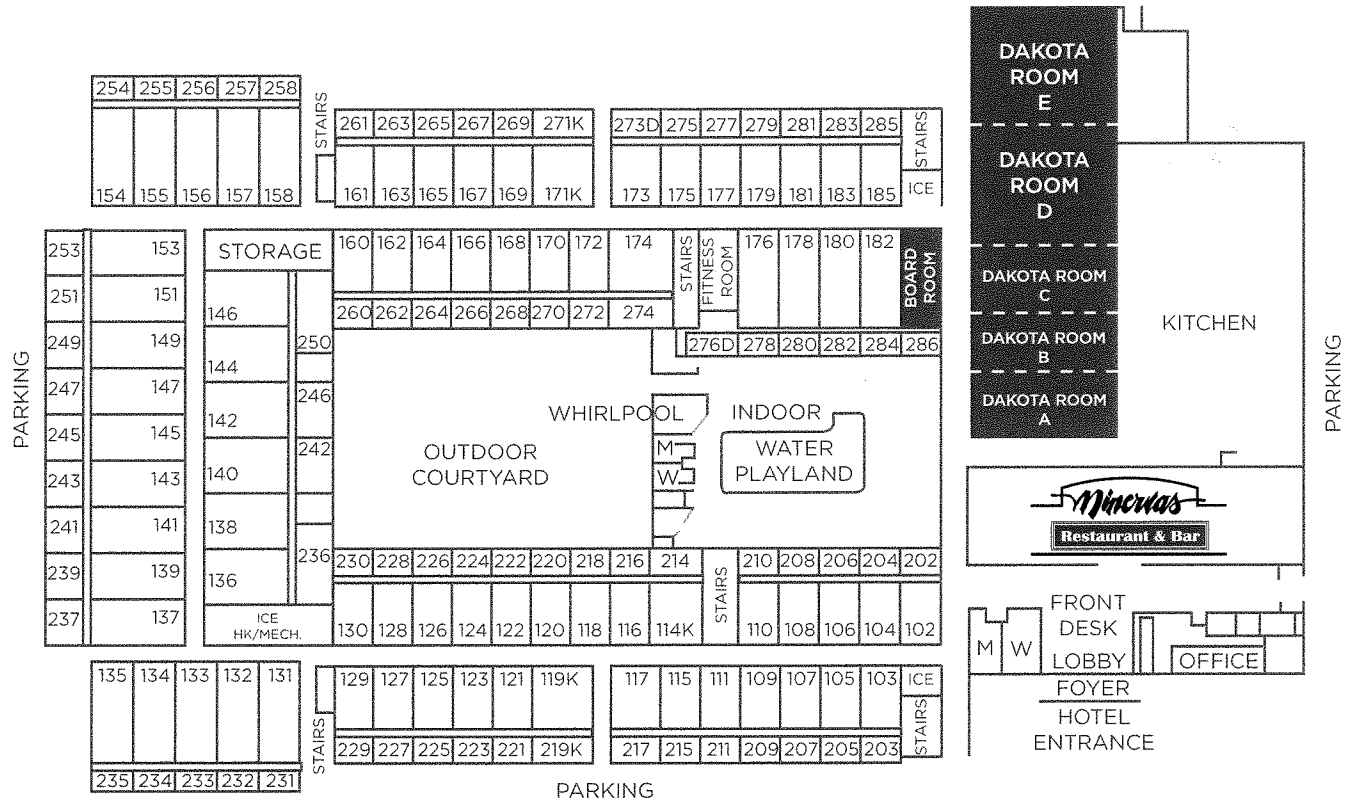 DAKOTA
ROOM
E
254 255 256 257 258
STAIRS
261 263 265 267 269 271K
273D 275 277 279 281 283 285
STAIRS
DAKOTA
ROOM
D
154 155 156 157 158
161 163 165 167 169 171K
173 175 177 179 181 183 185
ICE
253 153
STORAGE
160 162 164 166 168 170 172 174
STAIRS
FITNESS
ROOM
176 178 180 182
BOARD
ROOM
251 151
146
DAKOTA ROOM
C
260 262 264 266 268 270 272 274
KITCHEN
249 149
250
276D 278 280 282 284 286
DAKOTA ROOM
B
144
247 147
246
PARKING
PARKING
DAKOTA ROOM
A
142
WHIRLPOOL
INDOOR
WATER
PLAYLAND
245 145
242
OUTDOOR
COURTYARD
M
W
140
243 143
Minervas
Restaurant & Bar
241 141
138
236
230 228 226 224 222 220 218 216 214
STAIRS
210 208 206 204 202
239 139
136
237 137
ICE
HK/MECH.
130 128 126 124 122 120 118 116 114K
110 108 106 104 102
FRONT
DESK
M W
LOBBY
OFFICE
FOYER
HOTEL
ENTRANCE
135 134 133 132 131
129 127 125 123 121 119K
117 115 111 109 107 105 103
ICE
STAIRS
STAIRS
229 227 225 223 221 219K
217 215 211 209 207 205 203
235 234 233 232 231
PARKING